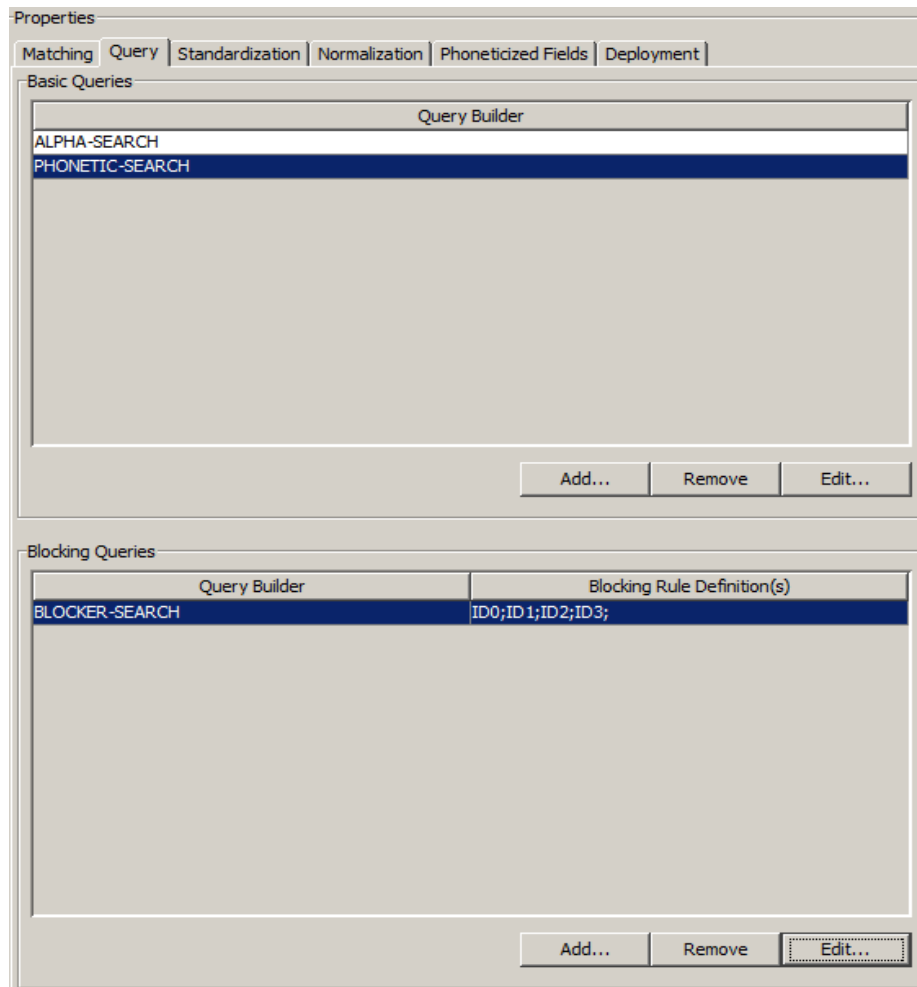 Properties
Matching Query Standardization Normalization Phoneticized Fields Deployment
Basic Queries
Query Builder
ALPHA-SEARCH
PHONETIC-SEARCH
Add... Remove Edit...
Blocking Queries
Query Builder Blocking Rule Definition(s)
BLOCKER-SEARCH ID0;ID1;ID2;ID3;
Add... Remove Edit...